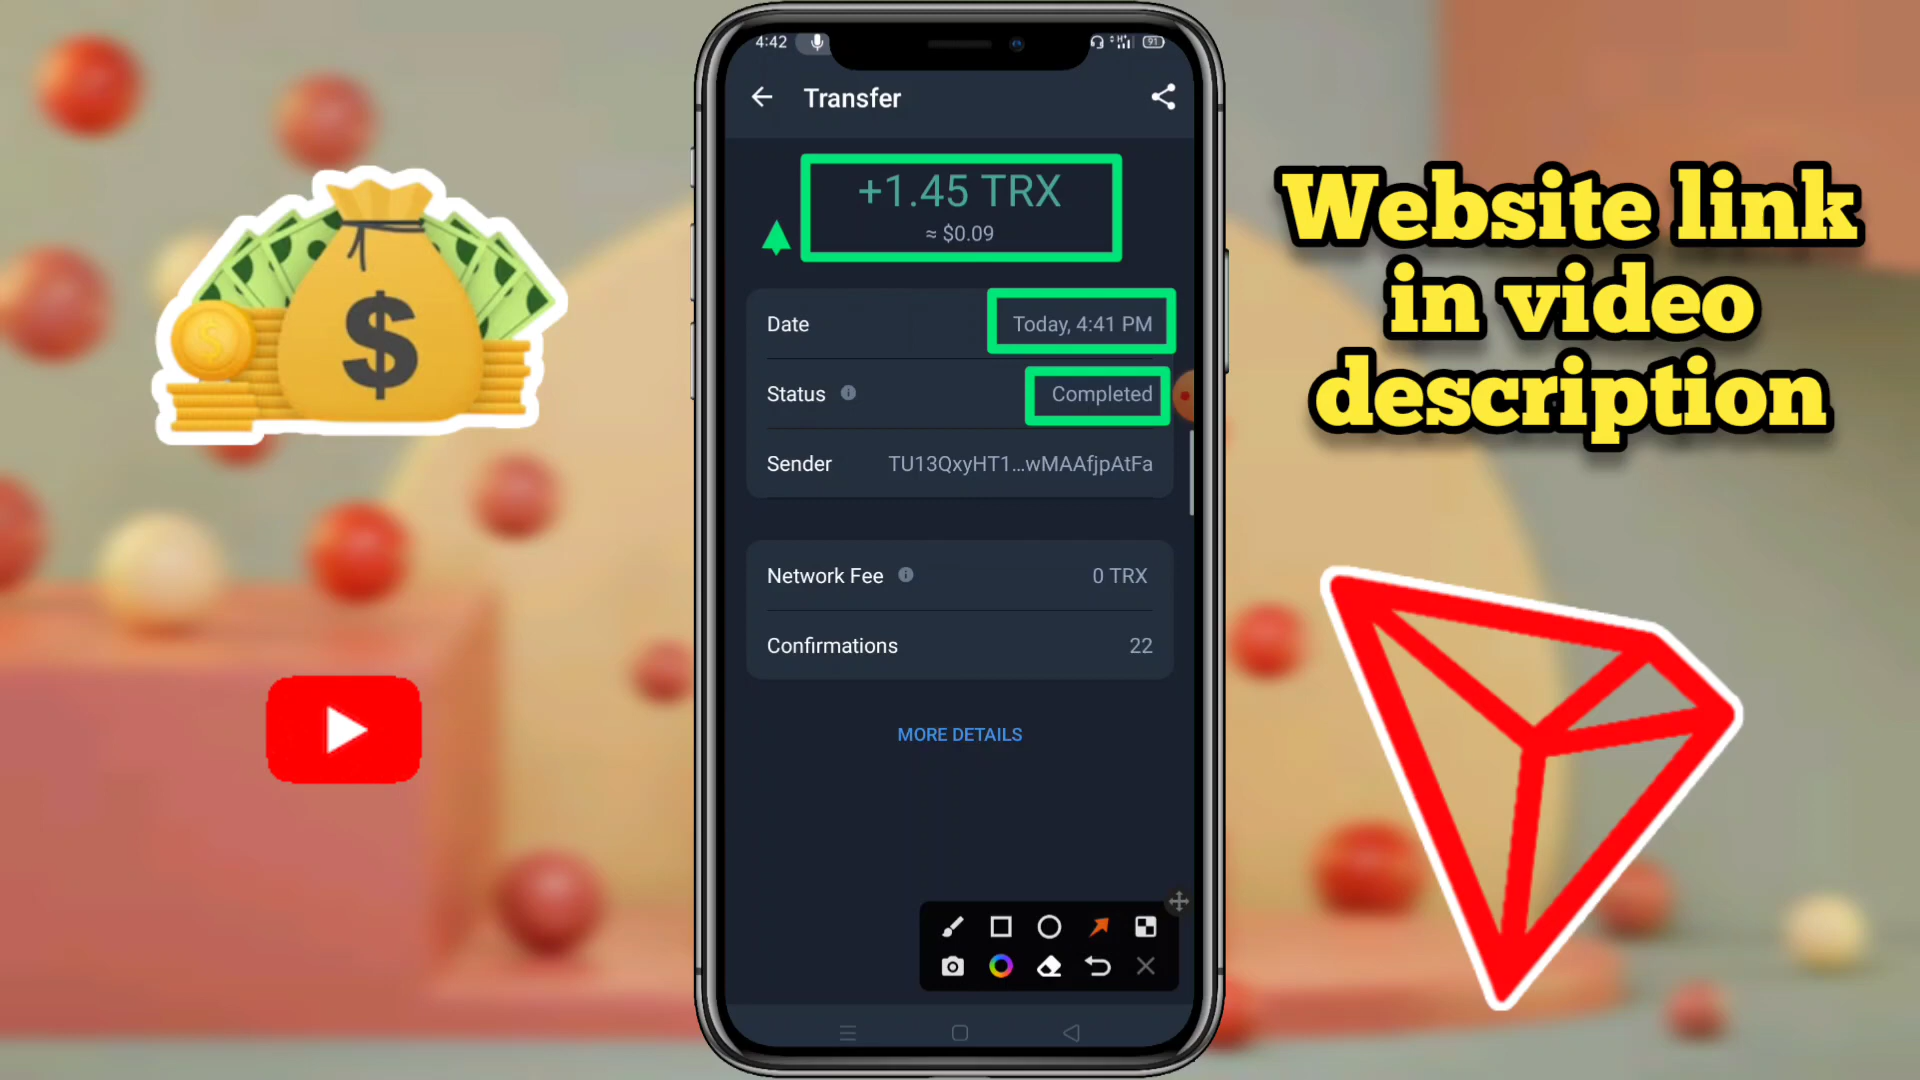 4:42
91
Transfer
+1.45 TRX
≈ $0.09
Date Today, 4:41 PM
Status Completed
Sender TU13QxyHT1...wMAAfjpAtFa
Network Fee 0 TRX
Confirmations 22
MORE DETAILS
$
$
Website link
in video
description